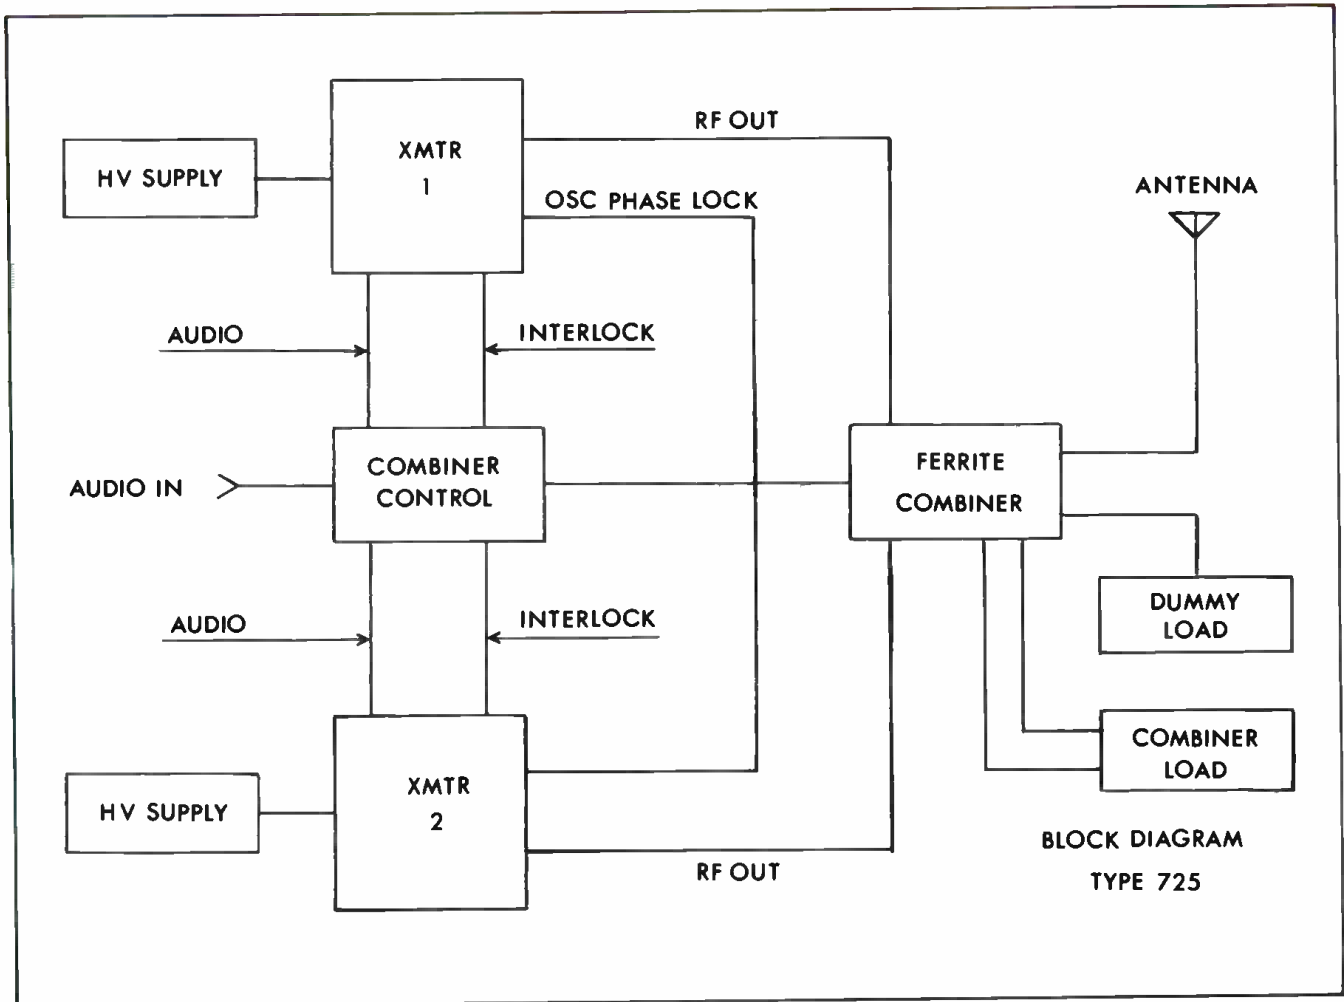 RF OUT
XMTR
1
HV SUPPLY
OSC PHASE LOCK
ANTENNA
AUDIO
INTERLOCK
COMBINER
CONTROL
FERRITE
COMBINER
AUDIO IN
DUMMY
LOAD
AUDIO
INTERLOCK
COMBINER
LOAD
XMTR
2
HV SUPPLY
RF OUT
BLOCK DIAGRAM
TYPE 725